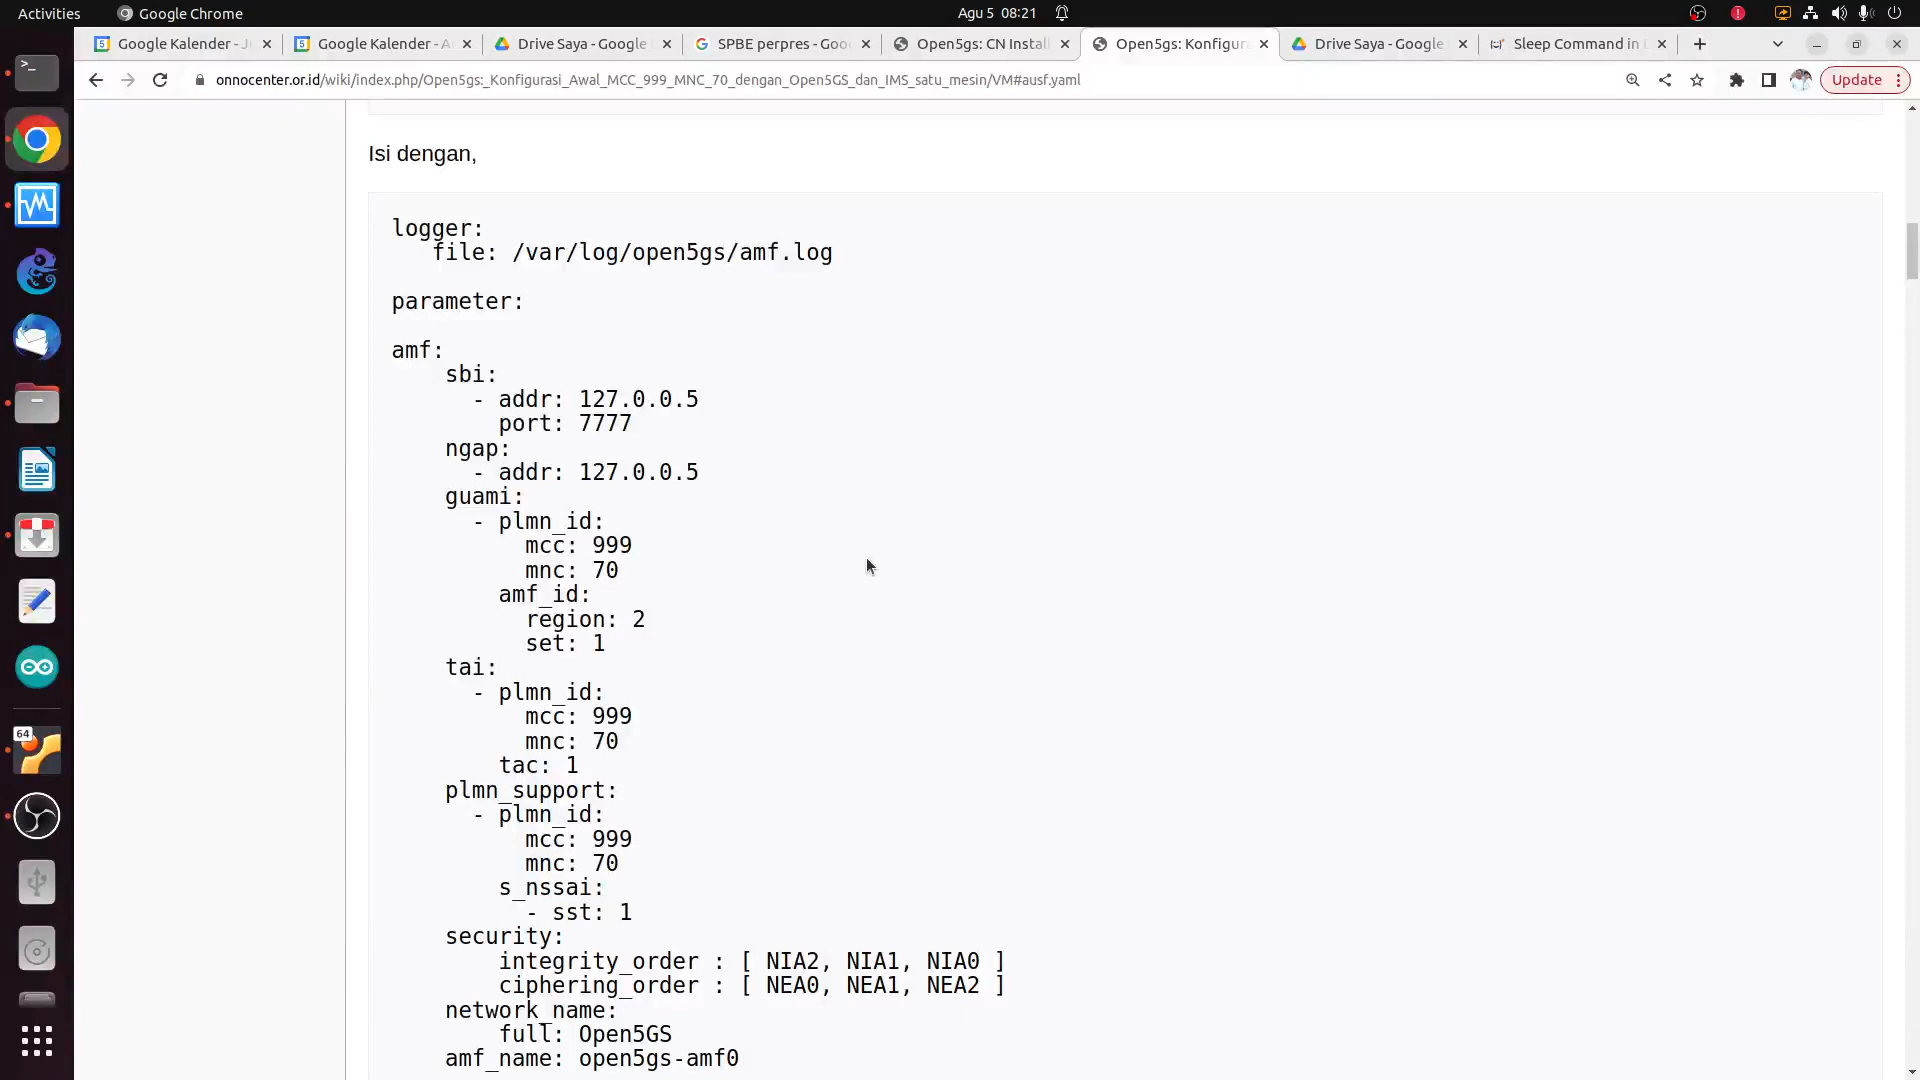 Activities
Google Chrome
Agu 5 08:21
Google Kalender - J
Google Kalender - A
Drive Saya - Google
SPBE perpres - Goo
Open5gs: CN Instal
Open5gs: Konfigura
Drive Saya - Google
Sleep Command in
onnocenter.or.id/wiki/index.php/Open5gs:_Konfigurasi_Awal_MCC_999_MNC_70_dengan_Open5GS_dan_IMS_satu_mesin/VM#ausf.yaml
Update
Isi dengan,
logger:
file: /var/log/open5gs/amf.log
parameter:
amf:
sbi:
- addr: 127.0.0.5
port: 7777
ngap:
- addr: 127.0.0.5
guami:
- plmn_id:
mcc: 999
mnc: 70
amf_id:
region: 2
set: 1
tai:
- plmn_id:
mcc: 999
mnc: 70
tac: 1
plmn_support:
- plmn_id:
mcc: 999
mnc: 70
s_nssai:
- sst: 1
security:
integrity_order : [ NIA2, NIA1, NIA0 ]
ciphering_order : [ NEA0, NEA1, NEA2 ]
network_name:
full: Open5GS
amf_name: open5gs-amf0
64